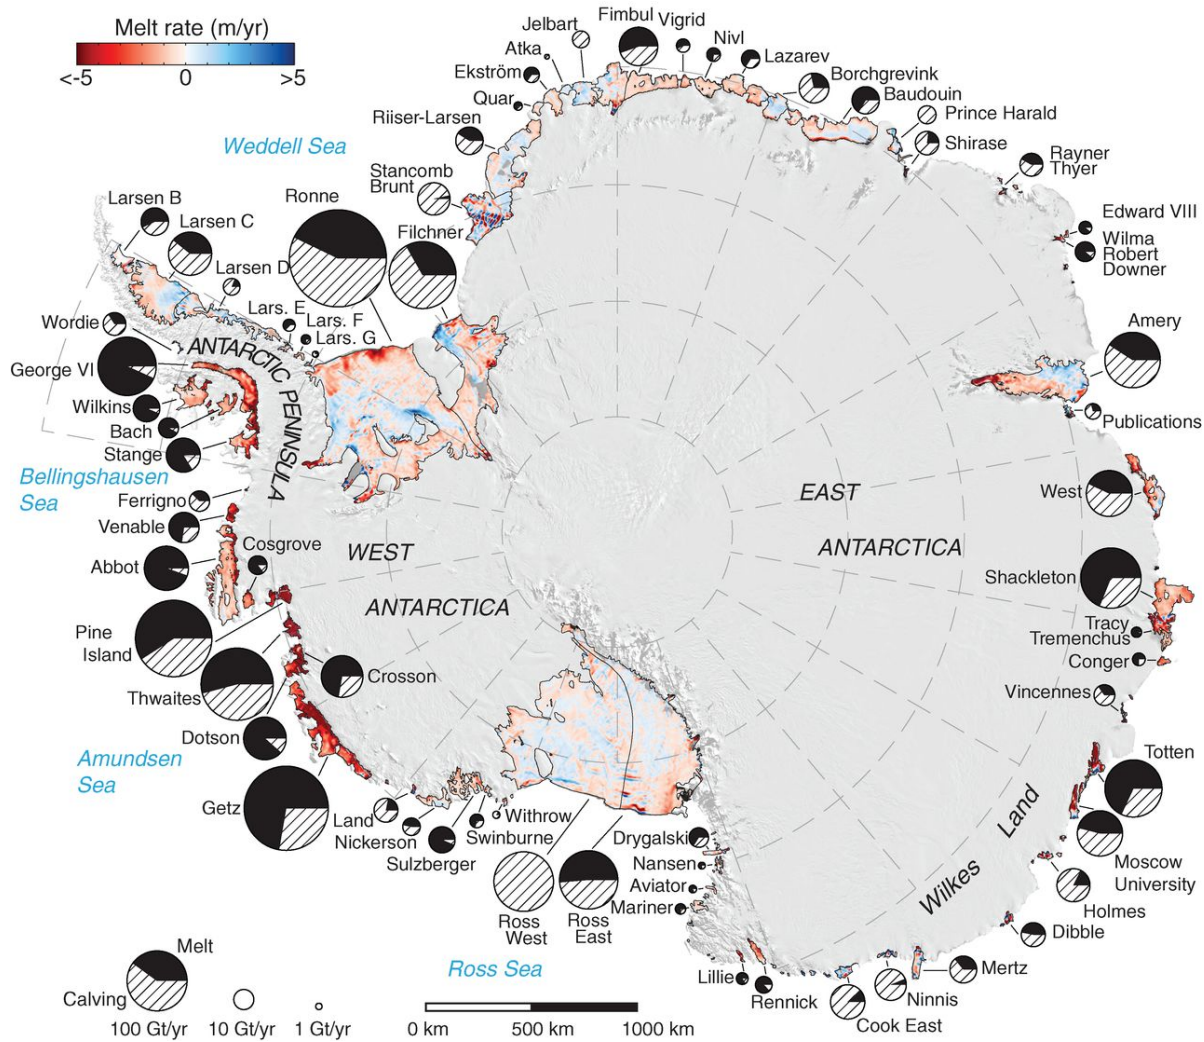 Melt rate (m/yr)
<-5 0 >5
Jelbart
Fimbul
Vigrid
Atka
Nivl
Ekström
Lazarev
Quar
Borchgrevink
Baudouin
Riiser-Larsen
Prince Harald
Shirase
Weddell Sea
Stancomb
Brunt
Rayner
Thyer
Larsen B
Ronne
Larsen C
Filchner
Edward VIII
Wilma
Robert
Downer
Larsen D
Lars. E
Lars. F
Lars. G
Wordie
George VI
Wilkins
Bach
Stange
ANTARCTIC PENINSULA
Amery
Publications
Bellingshausen
Sea
Ferrigno
Venable
Cosgrove
Abbot
WEST
ANTARCTICA
EAST
ANTARCTICA
West
Shackleton
Tracy
Tremenchus
Conger
Vincennes
Pine
Island
Thwaites
Crosson
Dotson
Amundsen
Sea
Getz
Land
Nickerson
Sulzberger
Swinburne
Withrow
Ross
West
Ross
East
Drygalski
Nansen
Aviator
Mariner
Totten
Moscow
University
Wilkes Land
Holmes
Dibble
Mertz
Ninnis
Cook East
Rennick
Lillie
Ross Sea
Melt
Calving
100 Gt/yr 10 Gt/yr 1 Gt/yr
0 km 500 km 1000 km